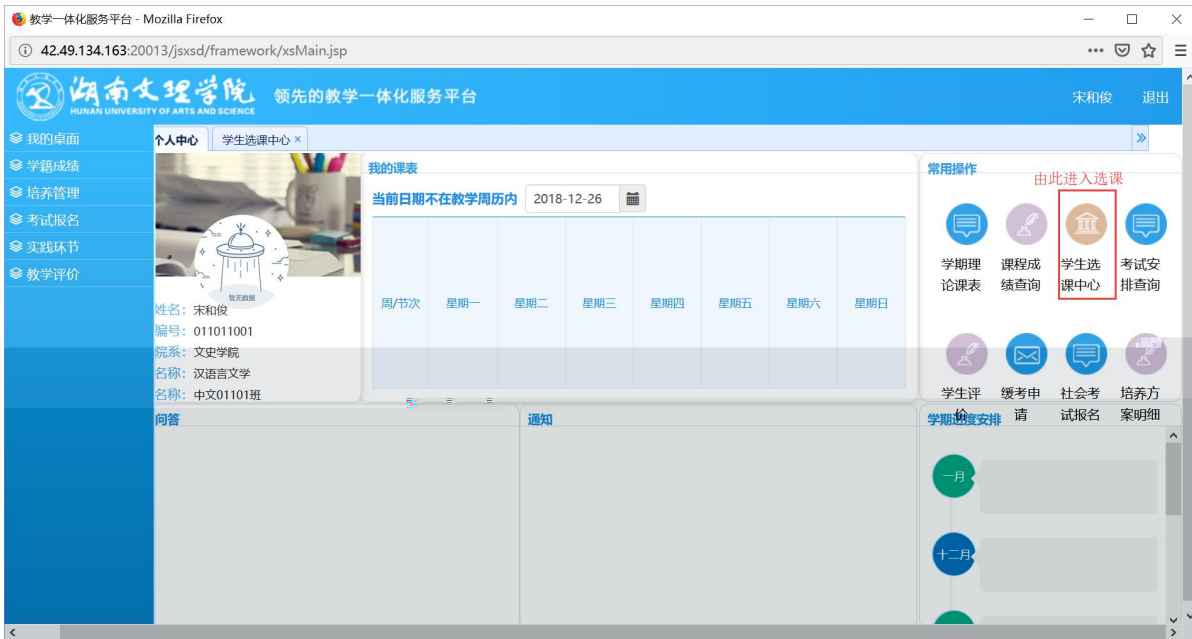 教学一体化服务平台 - Mozilla Firefox
42.49.134.163:20013/jsxsd/framework/xsMain.jsp
湖南文理学院
HUNAN UNIVERSITY OF ARTS AND SCIENCE
领先的教学一体化服务平台
宋和俊 退出
我的桌面
学籍成绩
培养管理
考试报名
实践环节
教学评价
个人中心 学生选课中心 ×
暂无数据
姓名：宋和俊
编号：011011001
院系：文史学院
名称：汉语言文学
名称：中文01101班
我的课表
当前日期不在教学周历内 2018-12-26
周/节次 星期一 星期二 星期三 星期四 星期五 星期六 星期日
常用操作
由此进入选课
学期理论课表
课程成绩查询
学生选课中心
考试安排查询
学生评价
缓考申请
社会考试报名
培养方案明细
问答
通知
学期进度安排
一月
十二月